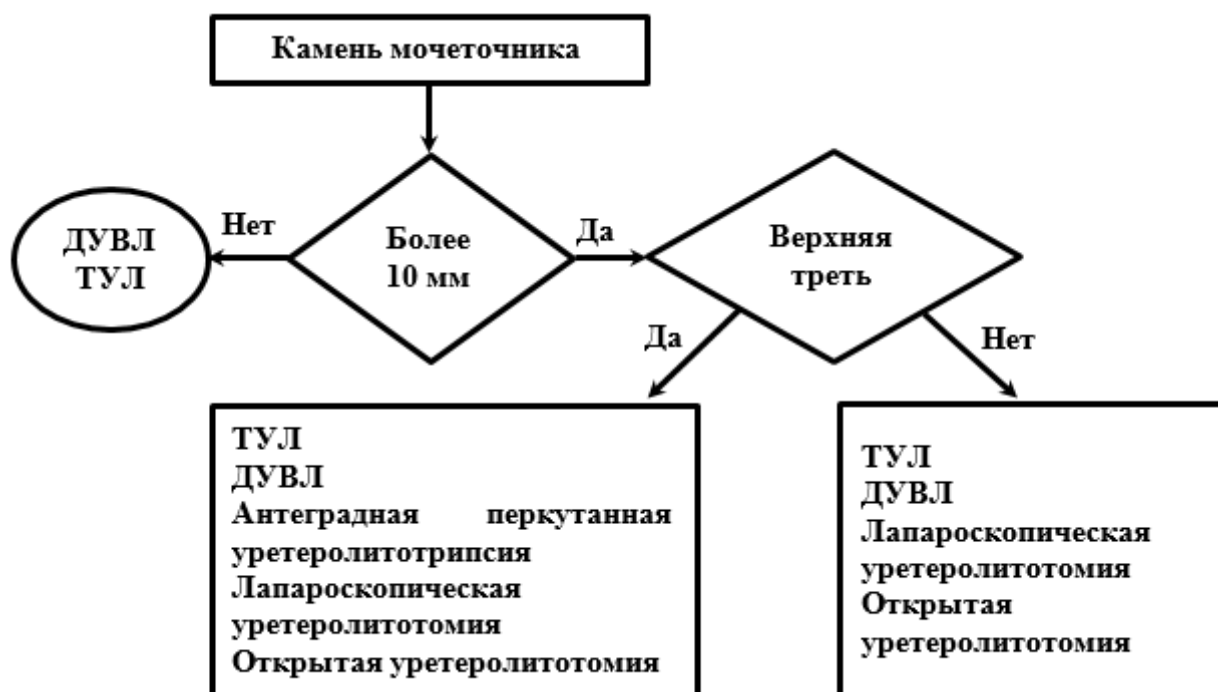 Камень мочеточника
Нет
ДУВЛ
ТУЛ
Более
10 мм
Да
Верхняя
треть
Да
Нет
ТУЛ
ДУВЛ
Антеградная перкутанная
уретеролитотрипсия
Лапароскопическая
уретеролитотомия
Открытая уретеролитотомия
ТУЛ
ДУВЛ
Лапароскопическая
уретеролитотомия
Открытая
уретеролитотомия